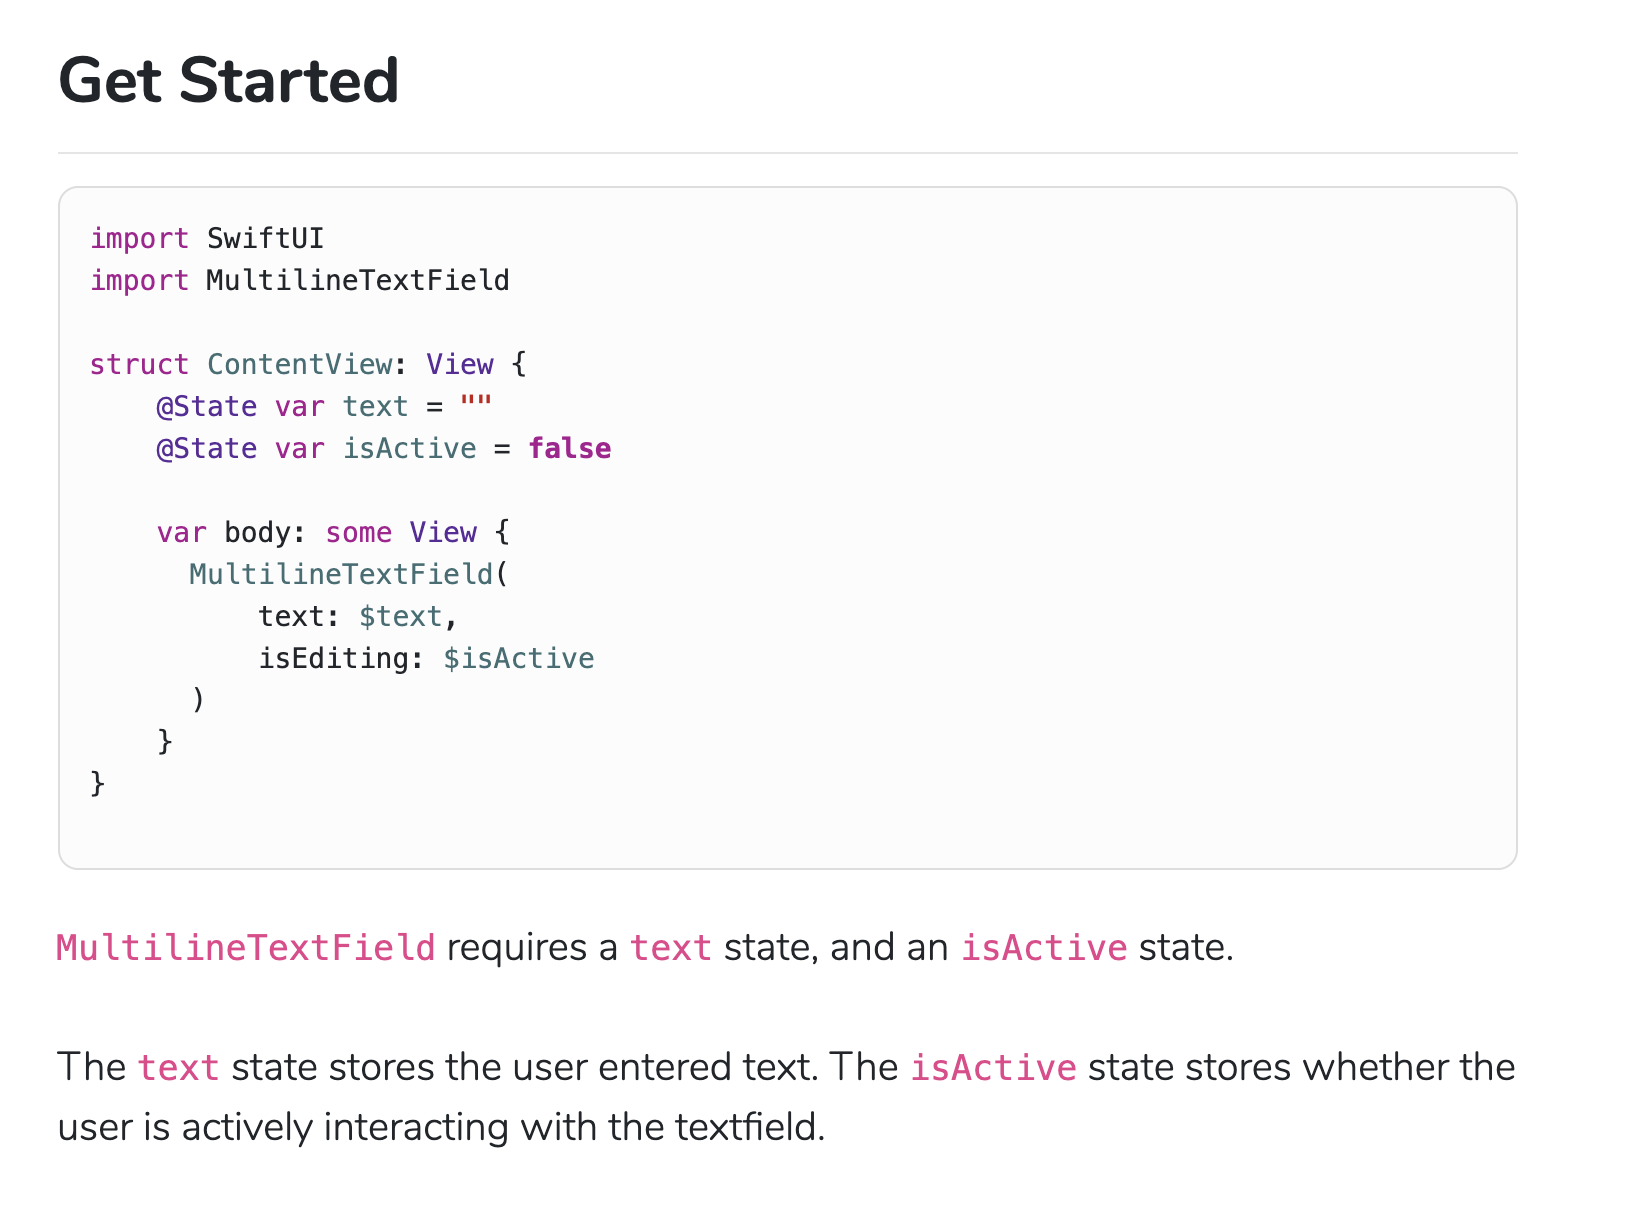 Get Started
import SwiftUI
import MultilineTextField
struct ContentView: View {
    @State var text = ""
    @State var isActive = false
    var body: some View {
      MultilineTextField(
          text: $text,
          isEditing: $isActive
      )
    }
}
MultilineTextField requires a text state, and an isActive state.
The text state stores the user entered text. The isActive state stores whether the
user is actively interacting with the textfield.